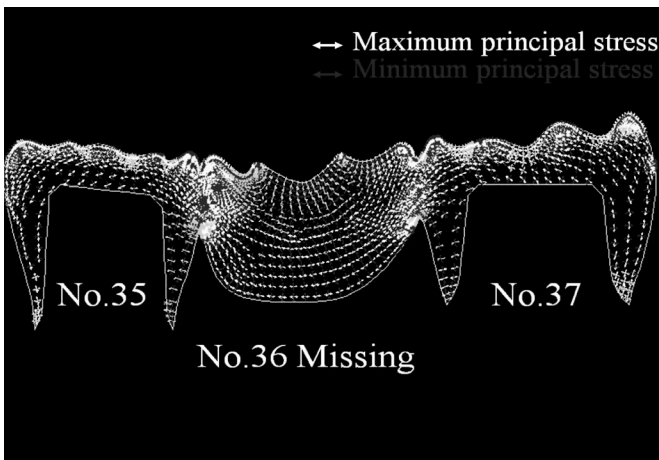 Maximum principal stress
Minimum principal stress
No.35
No.37
No.36 Missing